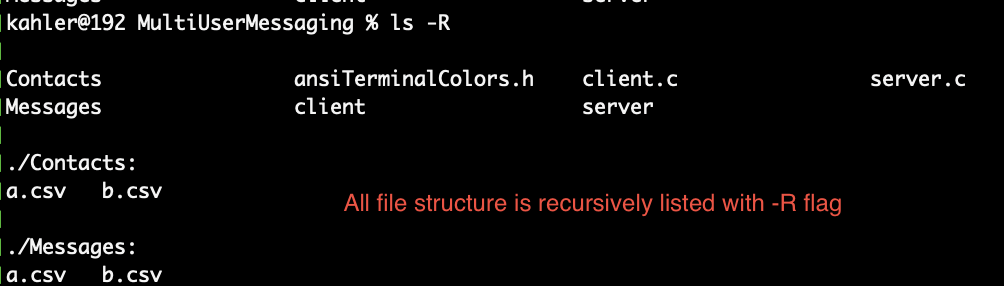 Messages client server
kahler@192 MultiUserMessaging % ls -R
Contacts ansiTerminalColors.h client.c server.c
Messages client server
./Contacts:
a.csv b.csv
All file structure is recursively listed with -R flag
./Messages:
a.csv b.csv